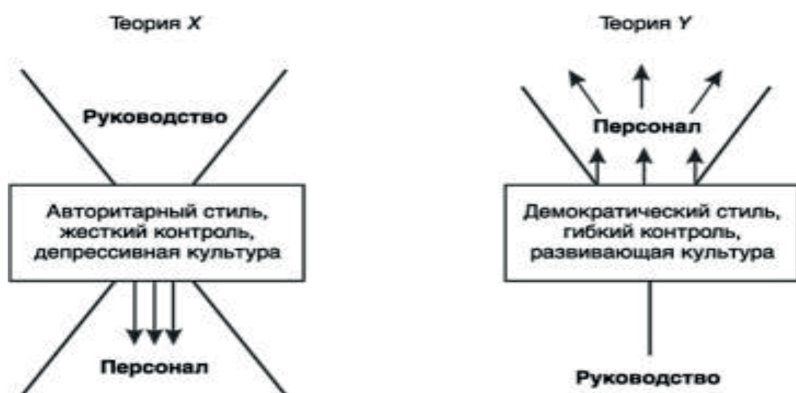 Теория X
Руководство
Авторитарный стиль,
жесткий контроль,
депрессивная культура
Персонал
Теория Y
Персонал
Демократический стиль,
гибкий контроль,
развивающая культура
Руководство